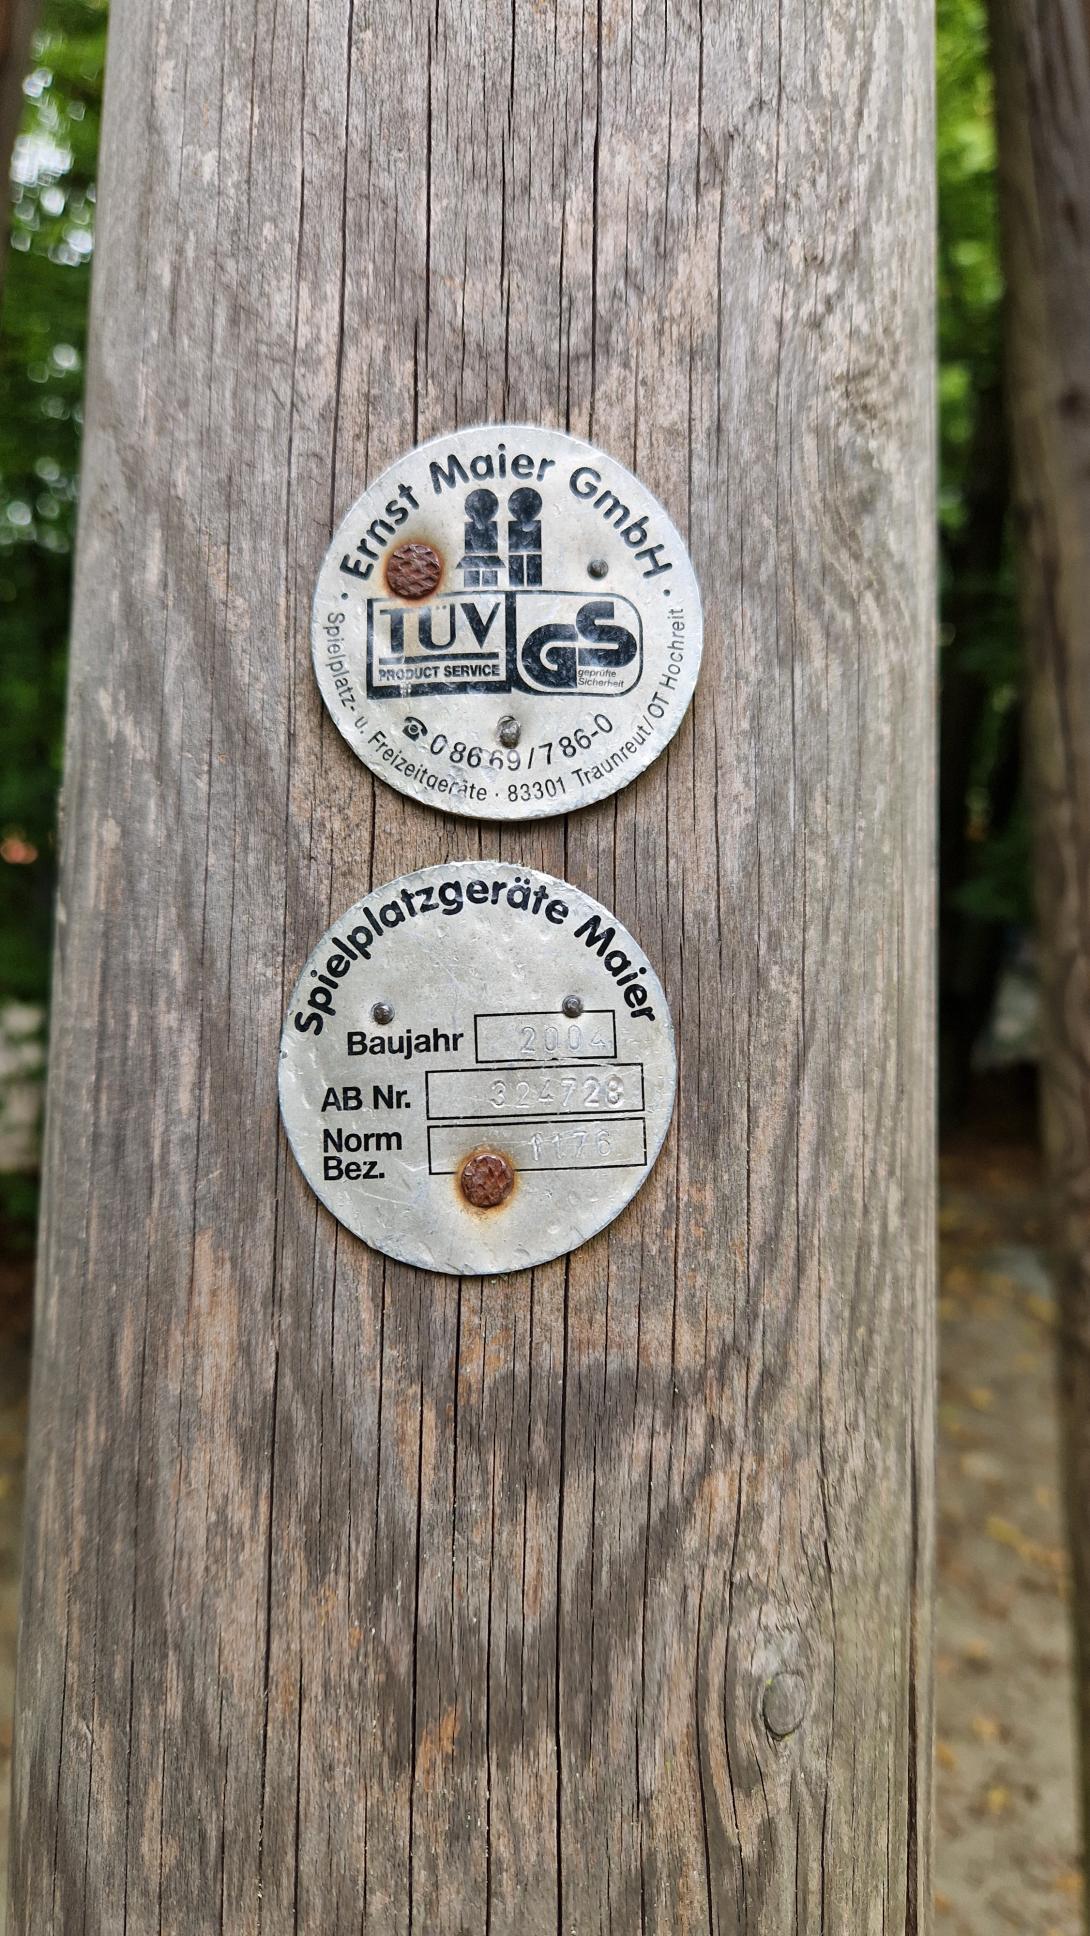 Ernst Maier GmbH
TÜV
PRODUCT SERVICE
GS
geprüfte
Sicherheit
☎ 08669/786-0
Spielplatz- u. Freizeitgeräte · 83301 Traunreut/OT Hochreit
Spielplatzgeräte Maier
Baujahr 2004
AB Nr. 324728
Norm
Bez. 1176